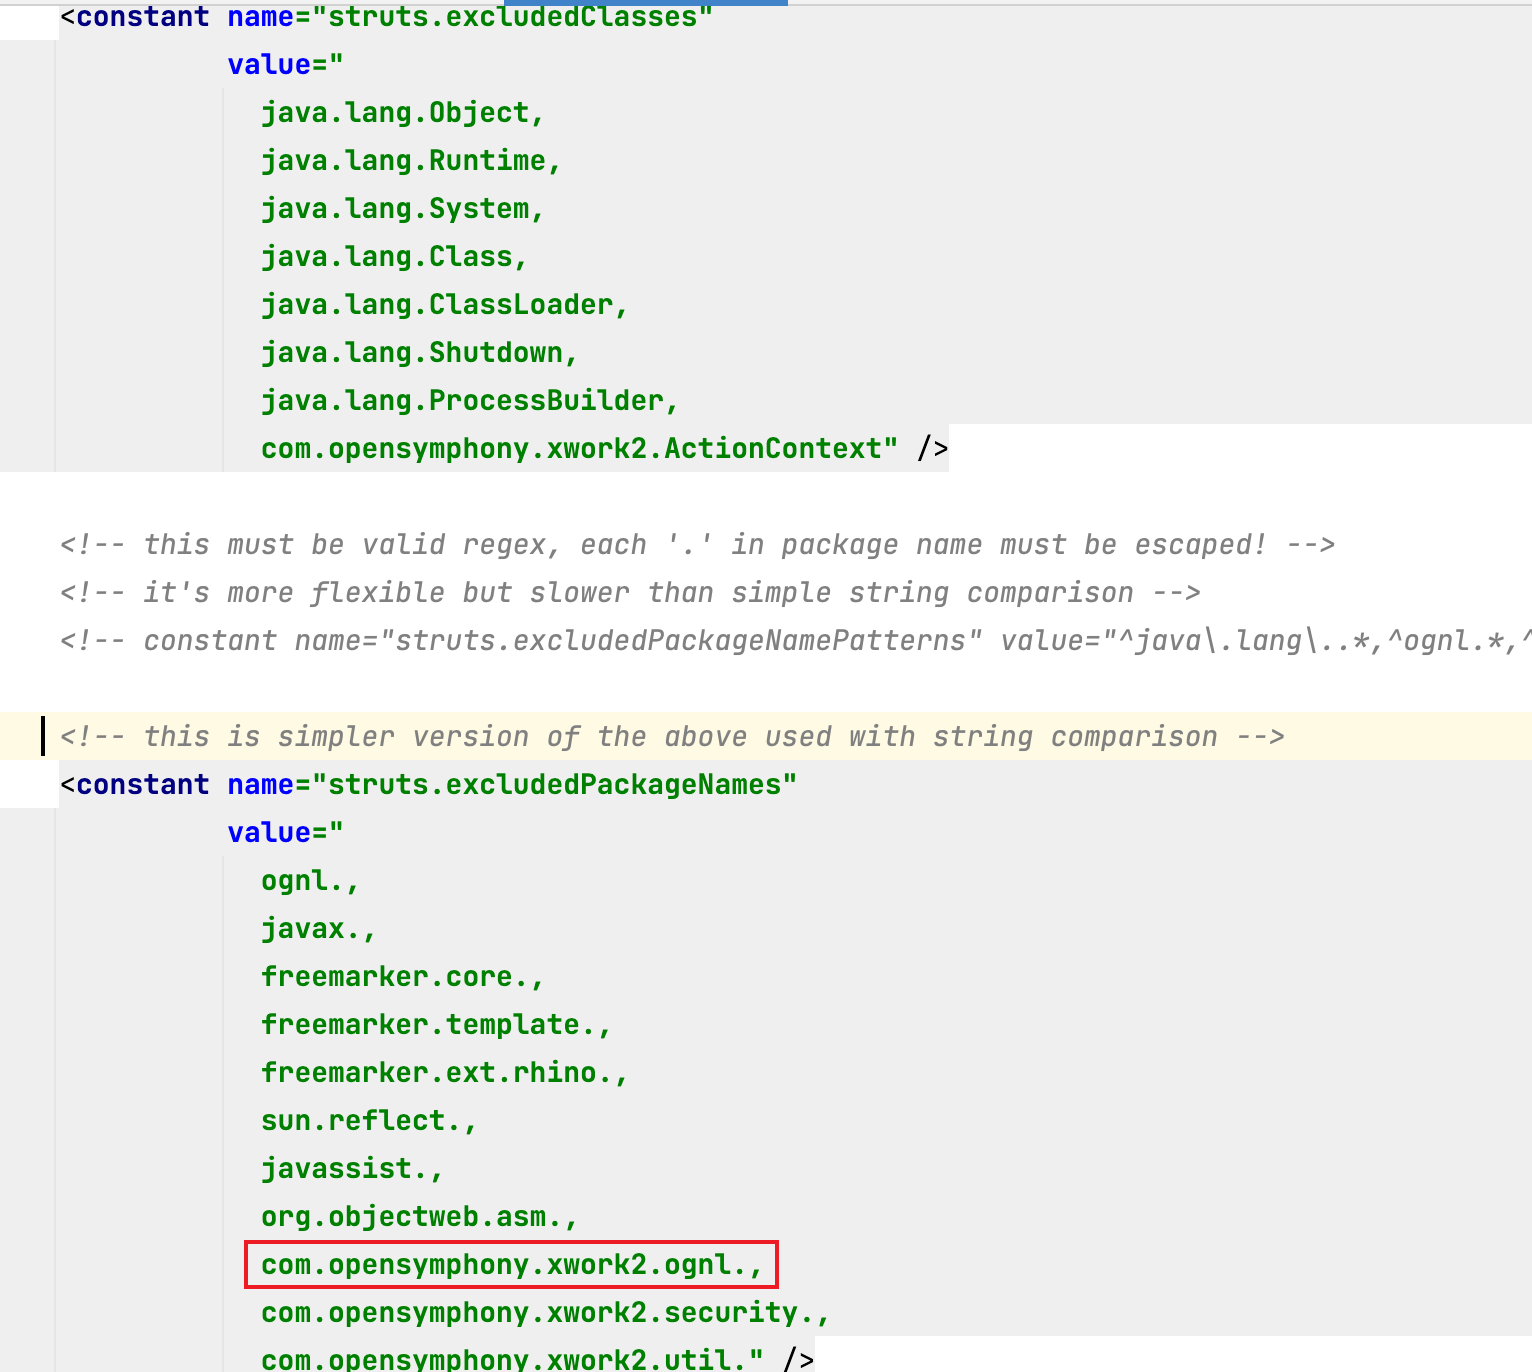 <constant name="struts.excludedClasses"
value="
java.lang.Object,
java.lang.Runtime,
java.lang.System,
java.lang.Class,
java.lang.ClassLoader,
java.lang.Shutdown,
java.lang.ProcessBuilder,
com.opensymphony.xwork2.ActionContext" />
<!-- this must be valid regex, each '.' in package name must be escaped! -->
<!-- it's more flexible but slower than simple string comparison -->
<!-- constant name="struts.excludedPackageNamePatterns" value="^java\.lang\..*,^ognl.*,^
<!-- this is simpler version of the above used with string comparison -->
<constant name="struts.excludedPackageNames"
value="
ognl.,
javax.,
freemarker.core.,
freemarker.template.,
freemarker.ext.rhino.,
sun.reflect.,
javassist.,
org.objectweb.asm.,
com.opensymphony.xwork2.ognl.,
com.opensymphony.xwork2.security.,
com.opensymphony.xwork2.util." />